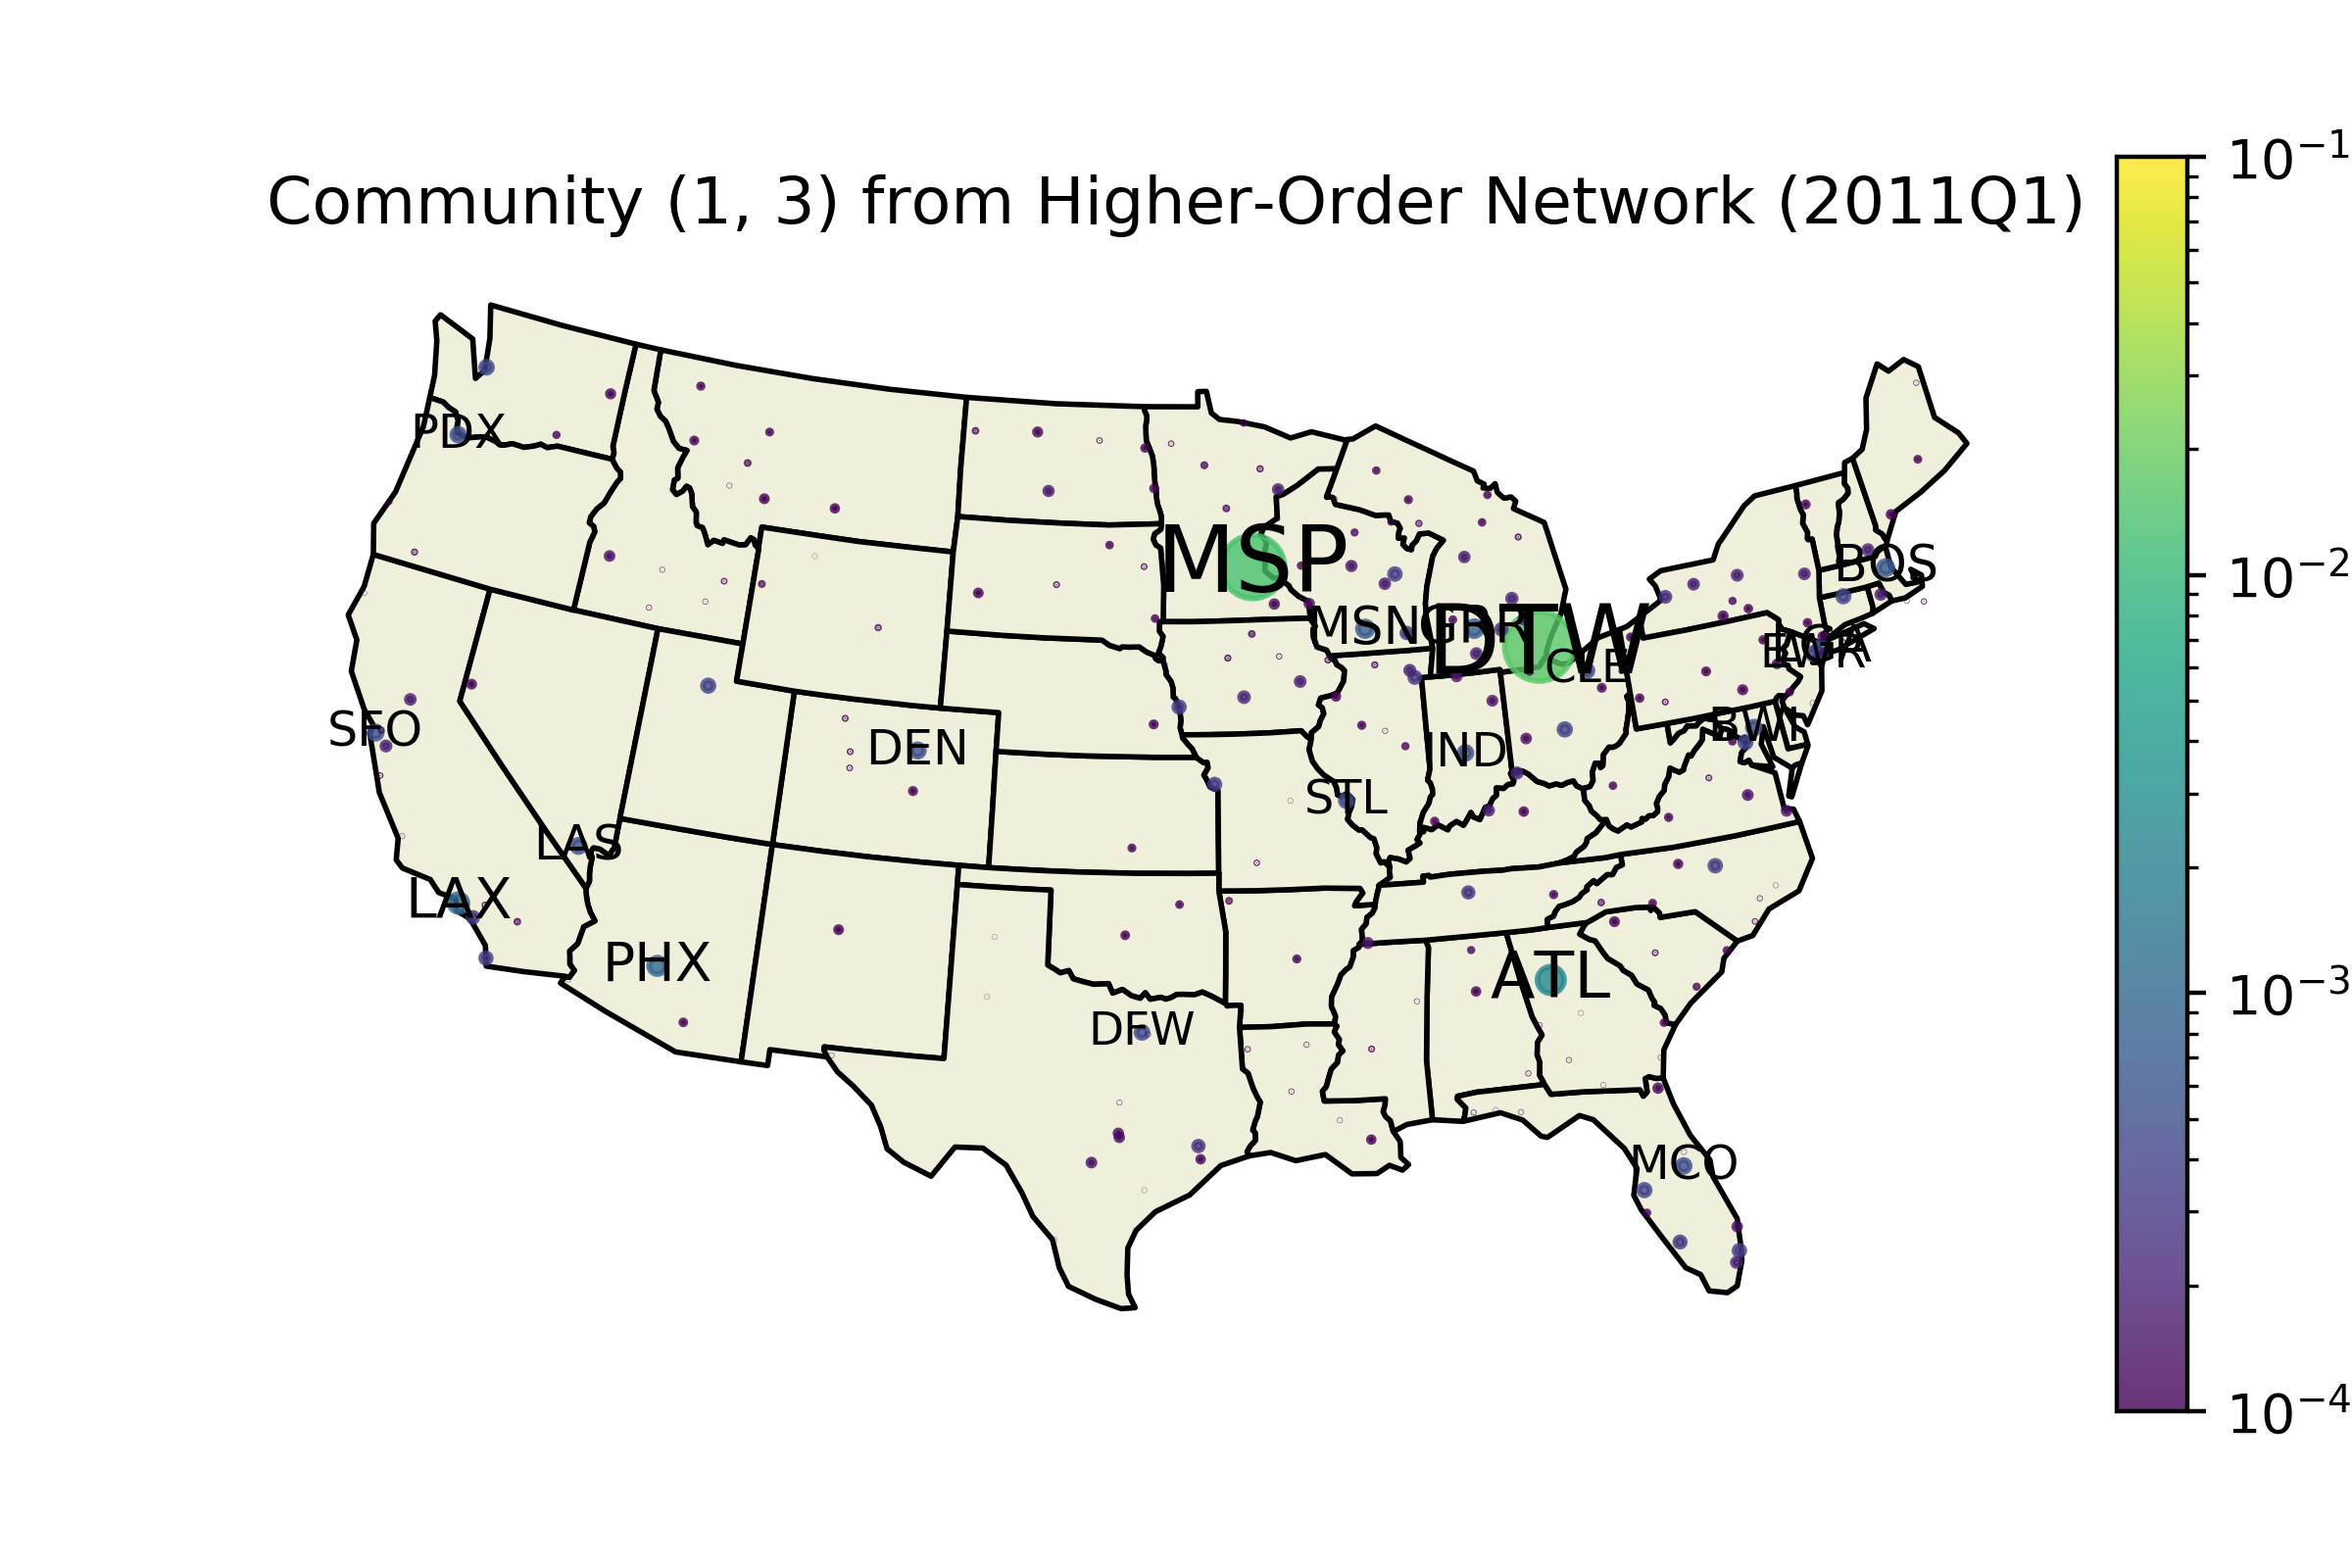 Community (1, 3) from Higher-Order Network (2011Q1)
10⁻¹
PDX
MSP
BOS
10⁻²
MSN
GRR
DTW
CLE
LGA
EWR
SFO
DEN
IND
BWI
STL
LAS
LAX
PHX
ATL
10⁻³
DFW
MCO
10⁻⁴